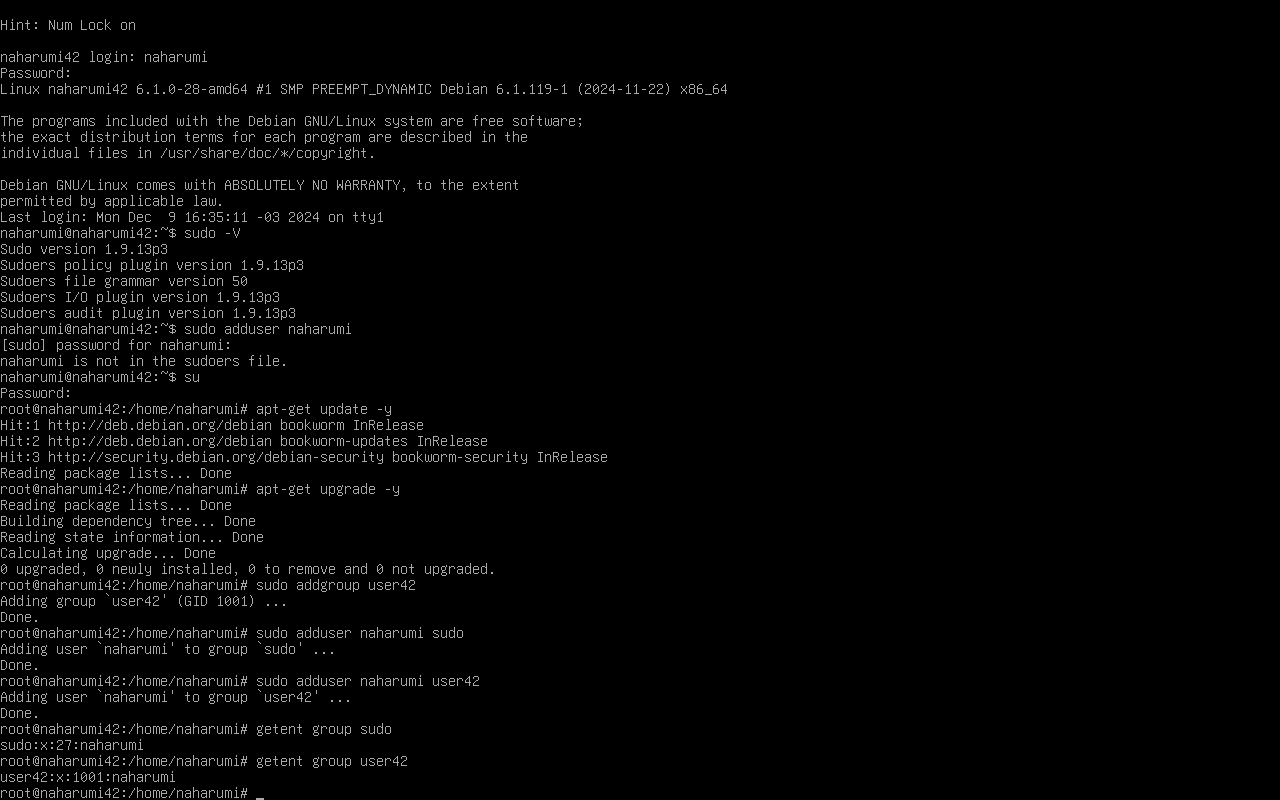 Hint: Num Lock on
naharumi42 login: naharumi
Password:
Linux naharumi42 6.1.0-28-amd64 #1 SMP PREEMPT_DYNAMIC Debian 6.1.119-1 (2024-11-22) x86_64
The programs included with the Debian GNU/Linux system are free software;
the exact distribution terms for each program are described in the
individual files in /usr/share/doc/*/copyright.
Debian GNU/Linux comes with ABSOLUTELY NO WARRANTY, to the extent
permitted by applicable law.
Last login: Mon Dec  9 16:35:11 -03 2024 on tty1
naharumi@naharumi42:~$ sudo -V
Sudo version 1.9.13p3
Sudoers policy plugin version 1.9.13p3
Sudoers file grammar version 50
Sudoers I/O plugin version 1.9.13p3
Sudoers audit plugin version 1.9.13p3
naharumi@naharumi42:~$ sudo adduser naharumi
[sudo] password for naharumi:
naharumi is not in the sudoers file.
naharumi@naharumi42:~$ su
Password:
root@naharumi42:/home/naharumi# apt-get update -y
Hit:1 http://deb.debian.org/debian bookworm InRelease
Hit:2 http://deb.debian.org/debian bookworm-updates InRelease
Hit:3 http://security.debian.org/debian-security bookworm-security InRelease
Reading package lists... Done
root@naharumi42:/home/naharumi# apt-get upgrade -y
Reading package lists... Done
Building dependency tree... Done
Reading state information... Done
Calculating upgrade... Done
0 upgraded, 0 newly installed, 0 to remove and 0 not upgraded.
root@naharumi42:/home/naharumi# sudo addgroup user42
Adding group `user42' (GID 1001) ...
Done.
root@naharumi42:/home/naharumi# sudo adduser naharumi sudo
Adding user `naharumi' to group `sudo' ...
Done.
root@naharumi42:/home/naharumi# sudo adduser naharumi user42
Adding user `naharumi' to group `user42' ...
Done.
root@naharumi42:/home/naharumi# getent group sudo
sudo:x:27:naharumi
root@naharumi42:/home/naharumi# getent group user42
user42:x:1001:naharumi
root@naharumi42:/home/naharumi# _